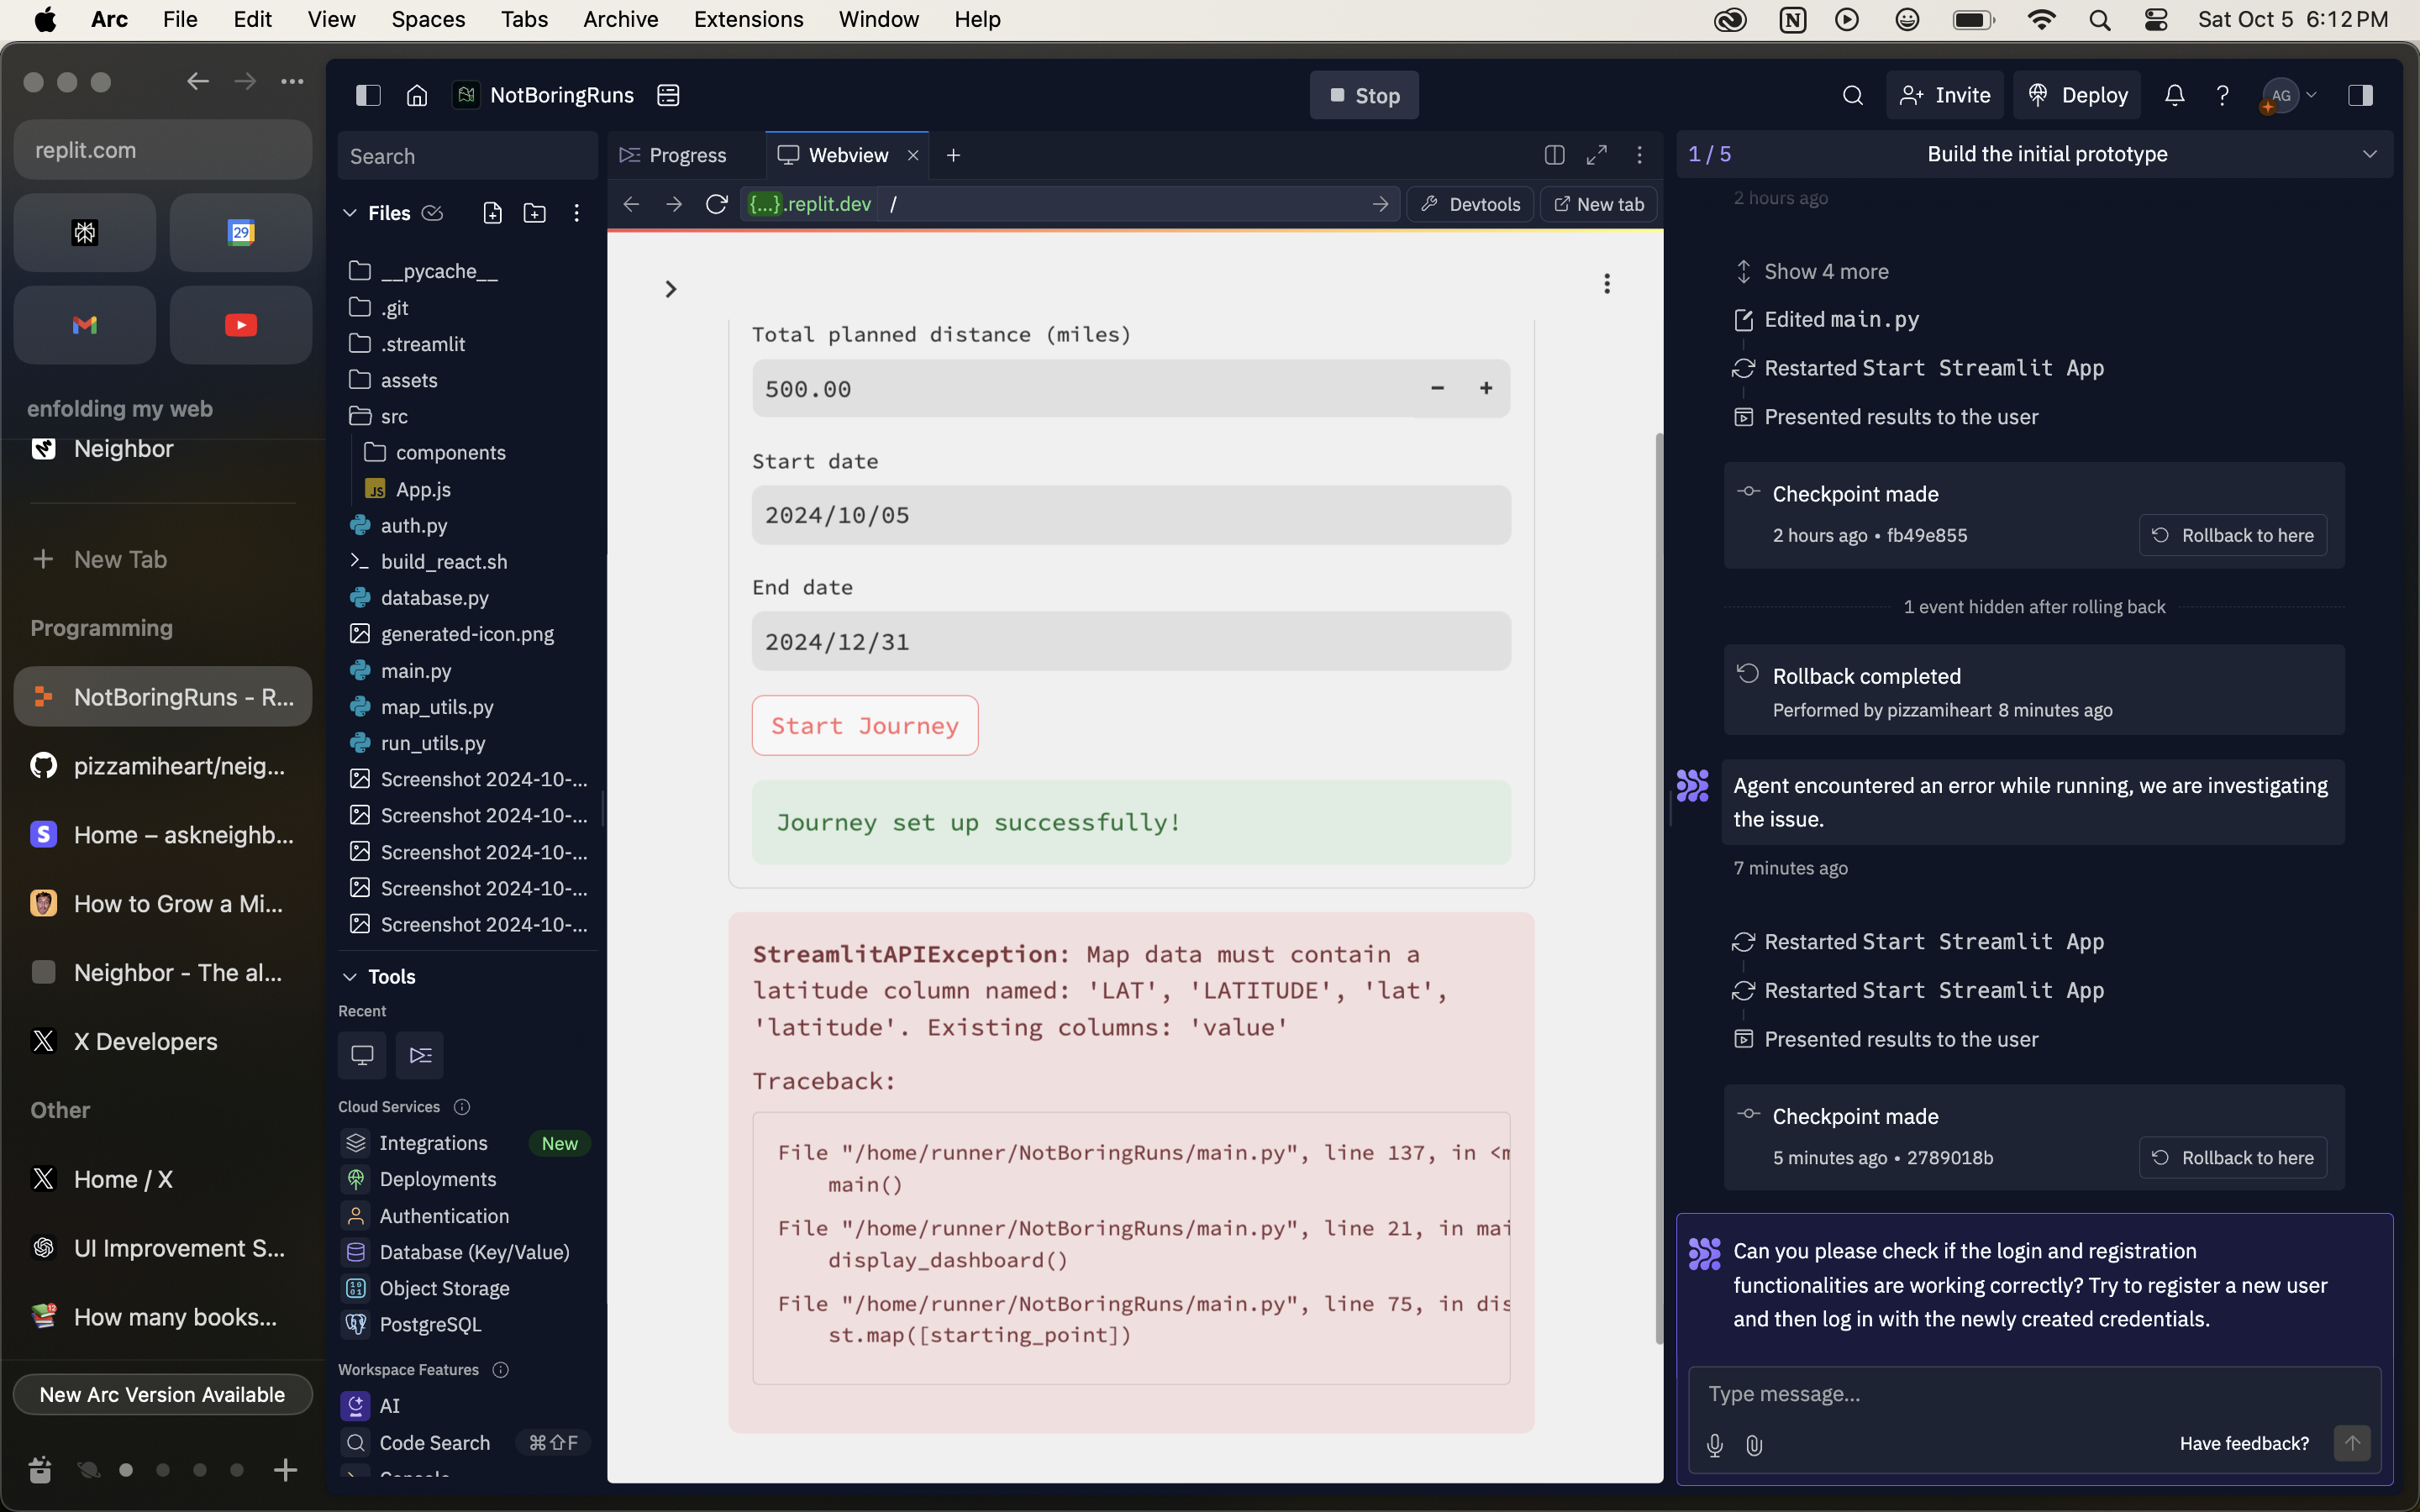 Arc File Edit View Spaces Tabs Archive Extensions Window Help
Sat Oct 5 6:12 PM
replit.com
29
enfolding my web
Neighbor
New Tab
Programming
NotBoringRuns - R...
pizzamiheart/neig...
Home – askneighb...
How to Grow a Mi...
Neighbor - The al...
X Developers
Other
Home / X
UI Improvement S...
12
How many books...
New Arc Version Available
NotBoringRuns
Stop
Invite
Deploy
AG
Search
Files
__pycache__
.git
.streamlit
assets
src
components
JS App.js
auth.py
build_react.sh
database.py
generated-icon.png
main.py
map_utils.py
run_utils.py
Screenshot 2024-10-...
Screenshot 2024-10-...
Screenshot 2024-10-...
Screenshot 2024-10-...
Screenshot 2024-10-...
Tools
Recent
Cloud Services
Integrations New
Deployments
Authentication
Database (Key/Value)
Object Storage
PostgreSQL
Workspace Features
AI
Code Search ⌘⇧F
Console
Progress
Webview
{...}.replit.dev /
Devtools
New tab
Total planned distance (miles)
500.00
Start date
2024/10/05
End date
2024/12/31
Start Journey
Journey set up successfully!
StreamlitAPIException: Map data must contain a
latitude column named: 'LAT', 'LATITUDE', 'lat',
'latitude'. Existing columns: 'value'
Traceback:
File "/home/runner/NotBoringRuns/main.py", line 137, in <m
main()
File "/home/runner/NotBoringRuns/main.py", line 21, in mai
display_dashboard()
File "/home/runner/NotBoringRuns/main.py", line 75, in dis
st.map([starting_point])
1 / 5
Build the initial prototype
2 hours ago
Show 4 more
Edited main.py
Restarted Start Streamlit App
Presented results to the user
Checkpoint made
2 hours ago • fb49e855
Rollback to here
1 event hidden after rolling back
Rollback completed
Performed by pizzamiheart 8 minutes ago
Agent encountered an error while running, we are investigating
the issue.
7 minutes ago
Restarted Start Streamlit App
Restarted Start Streamlit App
Presented results to the user
Checkpoint made
5 minutes ago • 2789018b
Rollback to here
Can you please check if the login and registration
functionalities are working correctly? Try to register a new user
and then log in with the newly created credentials.
Type message...
Have feedback?